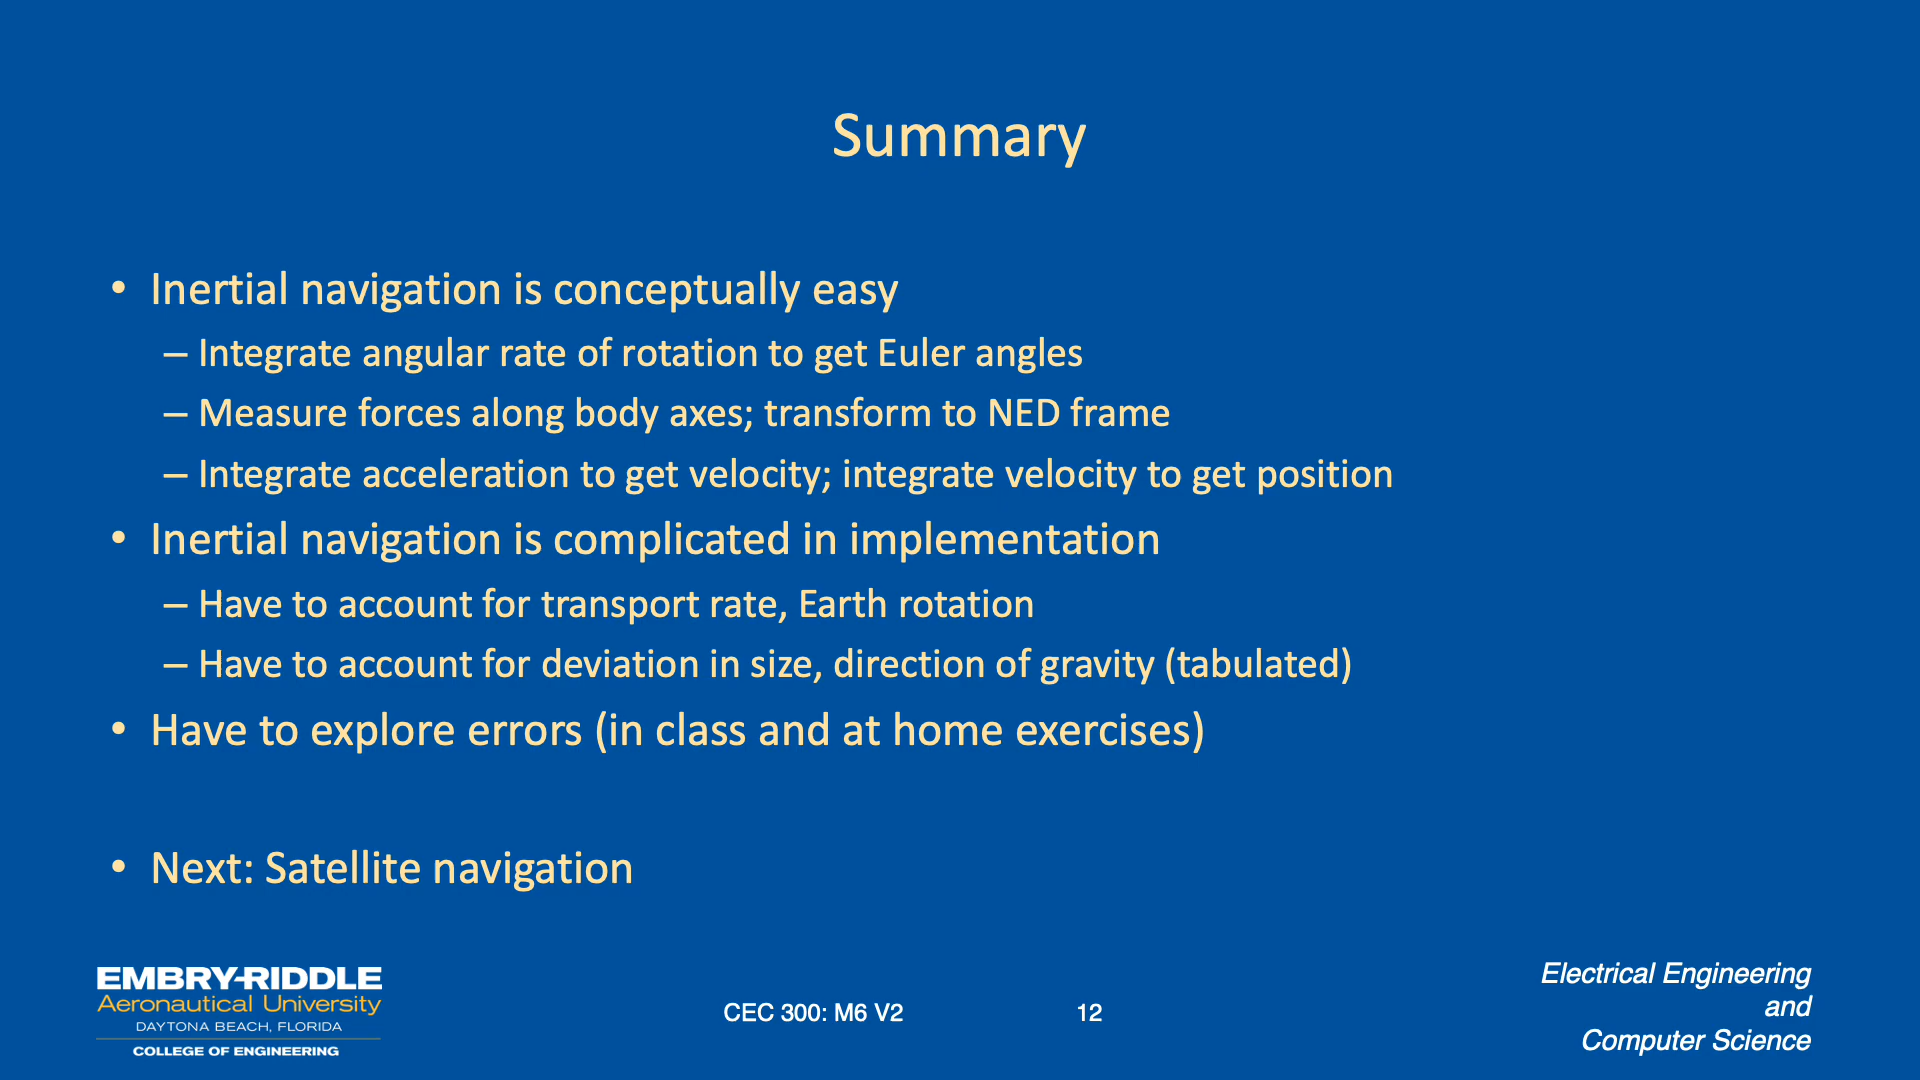 Summary
• Inertial navigation is conceptually easy
– Integrate angular rate of rotation to get Euler angles
– Measure forces along body axes; transform to NED frame
– Integrate acceleration to get velocity; integrate velocity to get position
• Inertial navigation is complicated in implementation
– Have to account for transport rate, Earth rotation
– Have to account for deviation in size, direction of gravity (tabulated)
• Have to explore errors (in class and at home exercises)
• Next: Satellite navigation
EMBRY-RIDDLE
Aeronautical University
DAYTONA BEACH, FLORIDA
COLLEGE OF ENGINEERING
CEC 300: M6 V2
12
Electrical Engineering
and
Computer Science